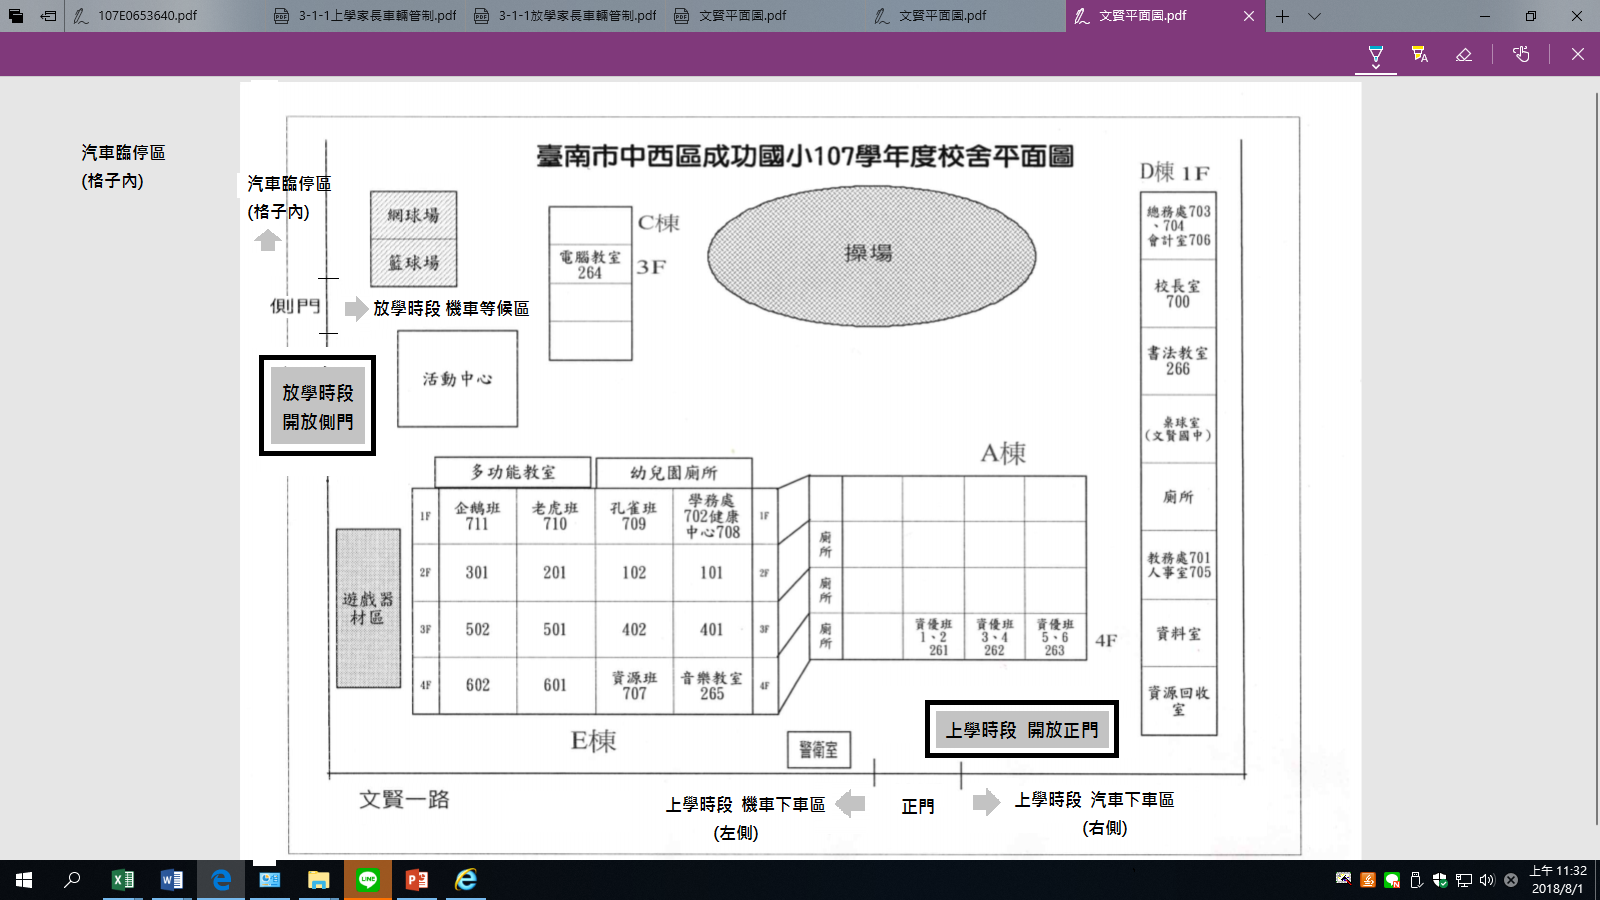 107E0653640.pdf
3-1-1上學家長車輛管制.pdf
3-1-1放學家長車輛管制.pdf
文賢平面圖.pdf
文賢平面圖.pdf
文賢平面圖.pdf
汽車臨停區
(格子內)
臺南市中西區成功國小107學年度校舍平面圖
汽車臨停區
(格子內)
網球場
籃球場
C棟
電腦教室
264
3F
操場
D棟 1F
總務處703
、704
會計室706
校長室
700
書法教室
266
桌球室
(文賢國中)
廁所
教務處701
人事室705
資料室
資源回收
室
側門
放學時段 機車等候區
放學時段
開放側門
活動中心
A棟
多功能教室
幼兒園廁所
1F
企鵝班
711
老虎班
710
孔雀班
709
學務處
702健康
中心708
1F
2F
301
201
102
101
2F
3F
502
501
402
401
3F
4F
602
601
資源班
707
音樂教室
265
4F
遊戲器
材區
廁所
廁所
廁所
資優班
1、2
261
資優班
3、4
262
資優班
5、6
263
4F
E棟
警衛室
上學時段 開放正門
文賢一路
上學時段 機車下車區
(左側)
正門
上學時段 汽車下車區
(右側)
上午 11:32
2018/8/1